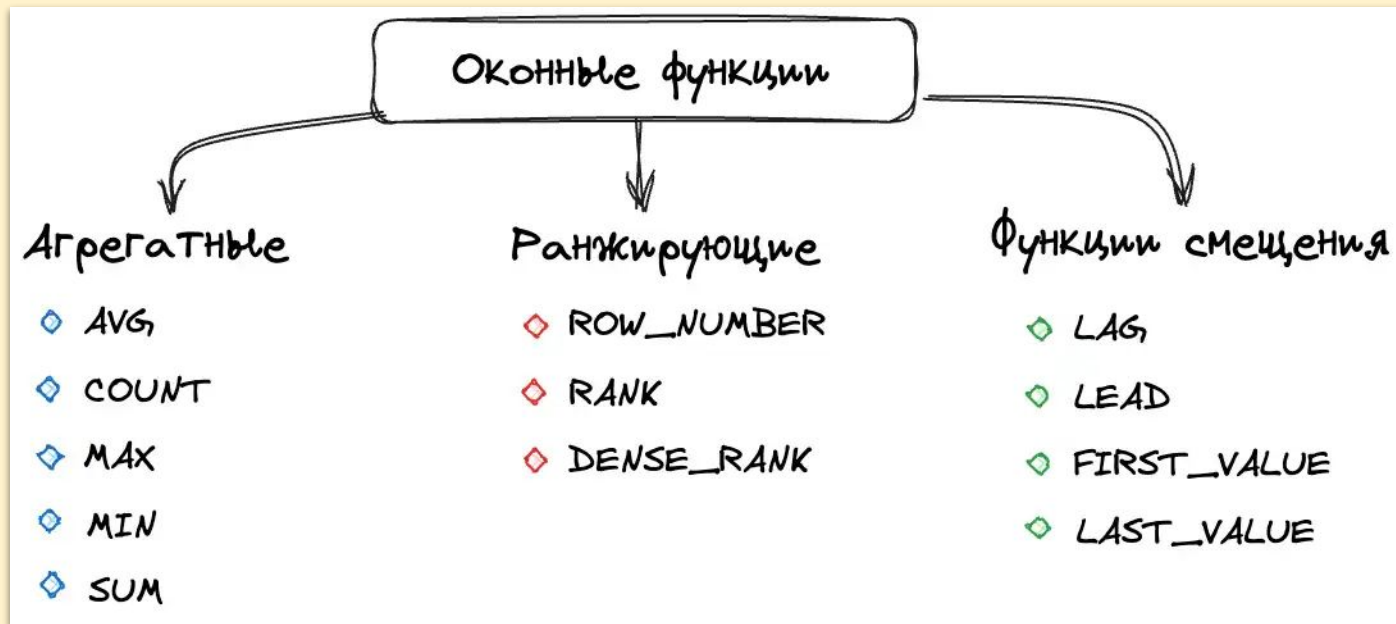 Оконные функции
Агрегатные
AVG
COUNT
MAX
MIN
SUM
Ранжирующие
ROW_NUMBER
RANK
DENSE_RANK
Функции смещения
LAG
LEAD
FIRST_VALUE
LAST_VALUE